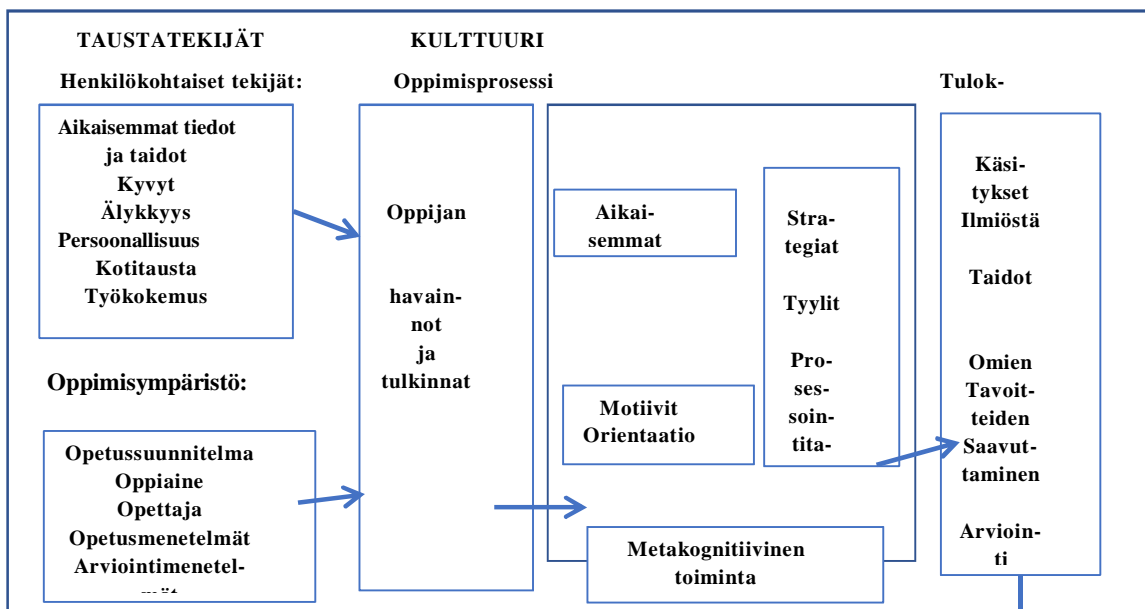 TAUSTATEKIJÄT
KULTTUURI
Henkilökohtaiset tekijät:
Oppimisprosessi
Tulok-
Aikaisemmat tiedot
ja taidot
Kyvyt
Älykkyys
Persoonallisuus
Kotitausta
Työkokemus
Oppimisympäristö:
Opetussuunnitelma
Oppiaine
Opettaja
Opetusmenetelmät
Arviointimenetel-
mät
Oppijan
havain-
not
ja
tulkinnat
Aikai-
semmat
Motiivit
Orientaatio
Stra-
tegiat
Tyylit
Pro-
ses-
soin-
tita-
Metakognitiivinen
toiminta
Käsi-
tykset
Ilmiöstä
Taidot
Omien
Tavoit-
teiden
Saavut-
taminen
Arvioin-
ti